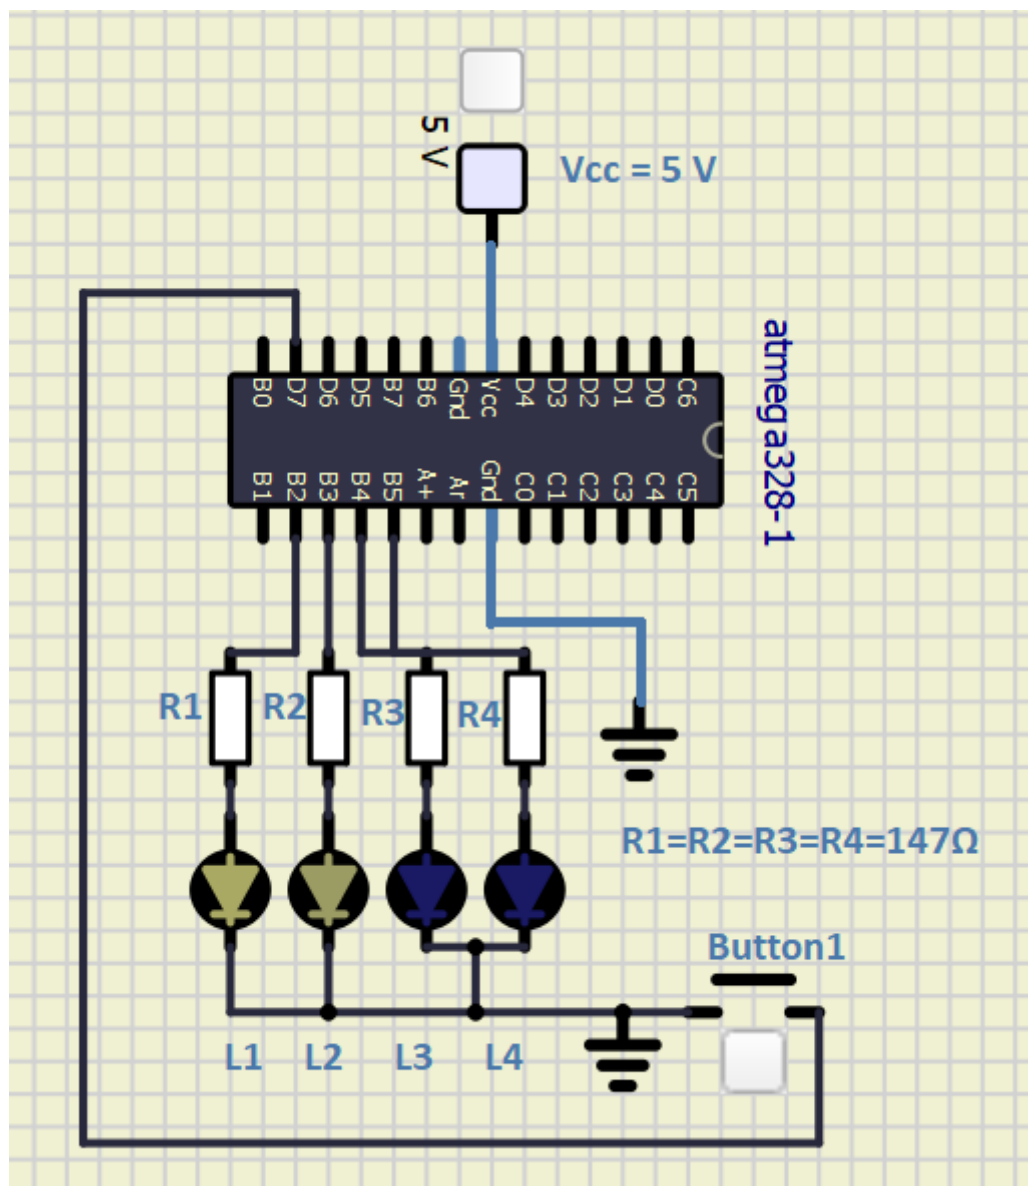 5 V
Vcc = 5 V
atmega328-1
B0 D7 D6 D5 B7 B6 Gnd Vcc D4 D3 D2 D1 D0 C6
B1 B2 B3 B4 B5 A+ Ar Gnd C0 C1 C2 C3 C4 C5
R1 R2 R3 R4
R1=R2=R3=R4=147Ω
Button1
L1 L2 L3 L4